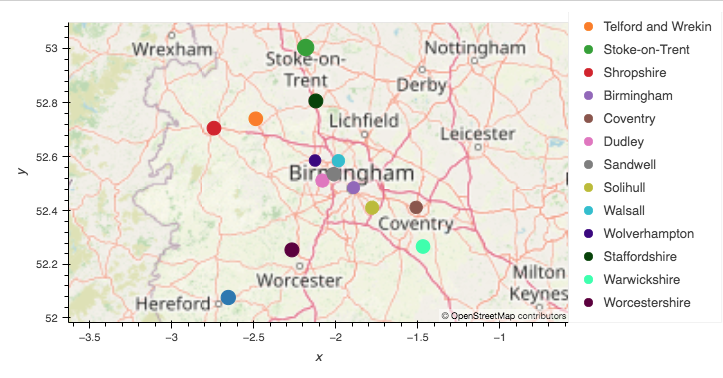 53
52.8
52.6
52.4
52.2
52
y
−3.5
−3
−2.5
−2
−1.5
−1
x
Wrexham
Stoke-on-
Trent
Nottingham
Derby
Lichfield
Leicester
Birmingham
Coventry
Worcester
Hereford
Milton
Keynes
© OpenStreetMap contributors
Telford and Wrekin
Stoke-on-Trent
Shropshire
Birmingham
Coventry
Dudley
Sandwell
Solihull
Walsall
Wolverhampton
Staffordshire
Warwickshire
Worcestershire